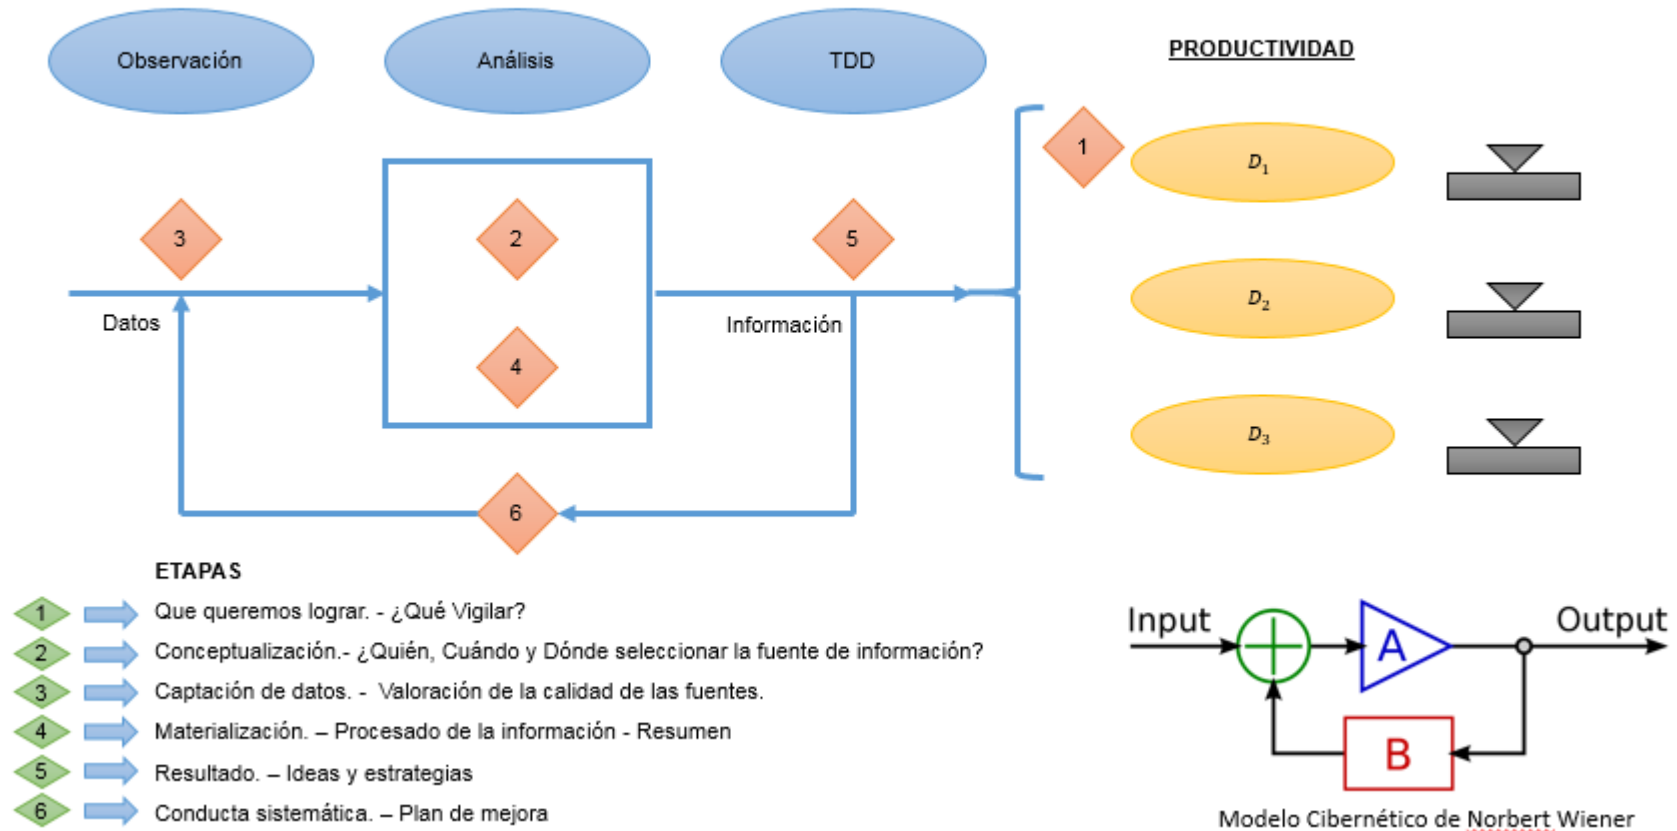 Observación
Análisis
TDD
PRODUCTIVIDAD
1
D₁
3
2
5
Datos
Información
D₂
4
D₃
6
ETAPAS
1 Que queremos lograr. - ¿Qué Vigilar?
2 Conceptualización.- ¿Quién, Cuándo y Dónde seleccionar la fuente de información?
3 Captación de datos. - Valoración de la calidad de las fuentes.
4 Materialización. – Procesado de la información - Resumen
5 Resultado. – Ideas y estrategias
6 Conducta sistemática. – Plan de mejora
Input
A
Output
B
Modelo Cibernético de Norbert Wiener